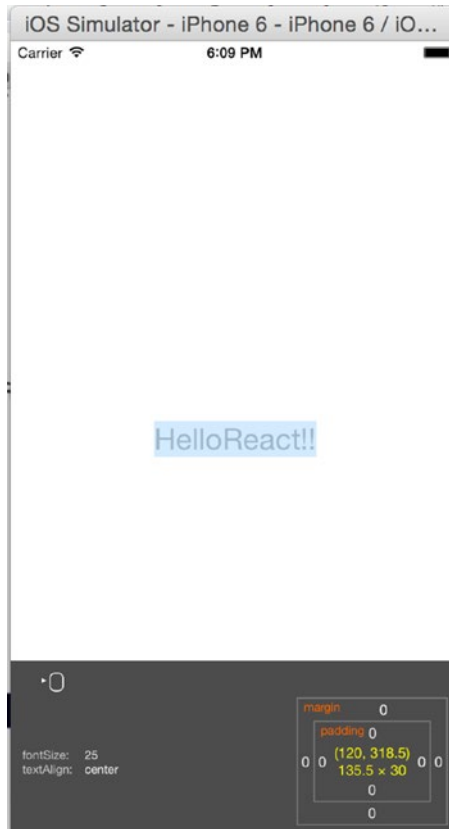 iOS Simulator - iPhone 6 - iPhone 6 / iO...
Carrier 6:09 PM
HelloReact!!
margin 0
padding 0
fontSize: 25
textAlign: center
0 0 (120, 318.5) 0 0
135.5 × 30
0
0